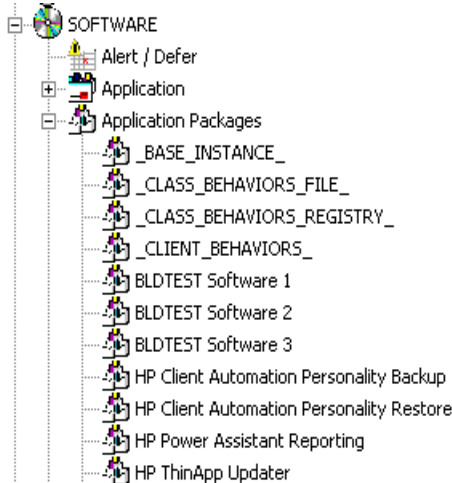 SOFTWARE
Alert / Defer
Application
Application Packages
_BASE_INSTANCE_
_CLASS_BEHAVIORS_FILE_
_CLASS_BEHAVIORS_REGISTRY_
_CLIENT_BEHAVIORS_
BLDTEST Software 1
BLDTEST Software 2
BLDTEST Software 3
HP Client Automation Personality Backup
HP Client Automation Personality Restore
HP Power Assistant Reporting
HP ThinApp Updater